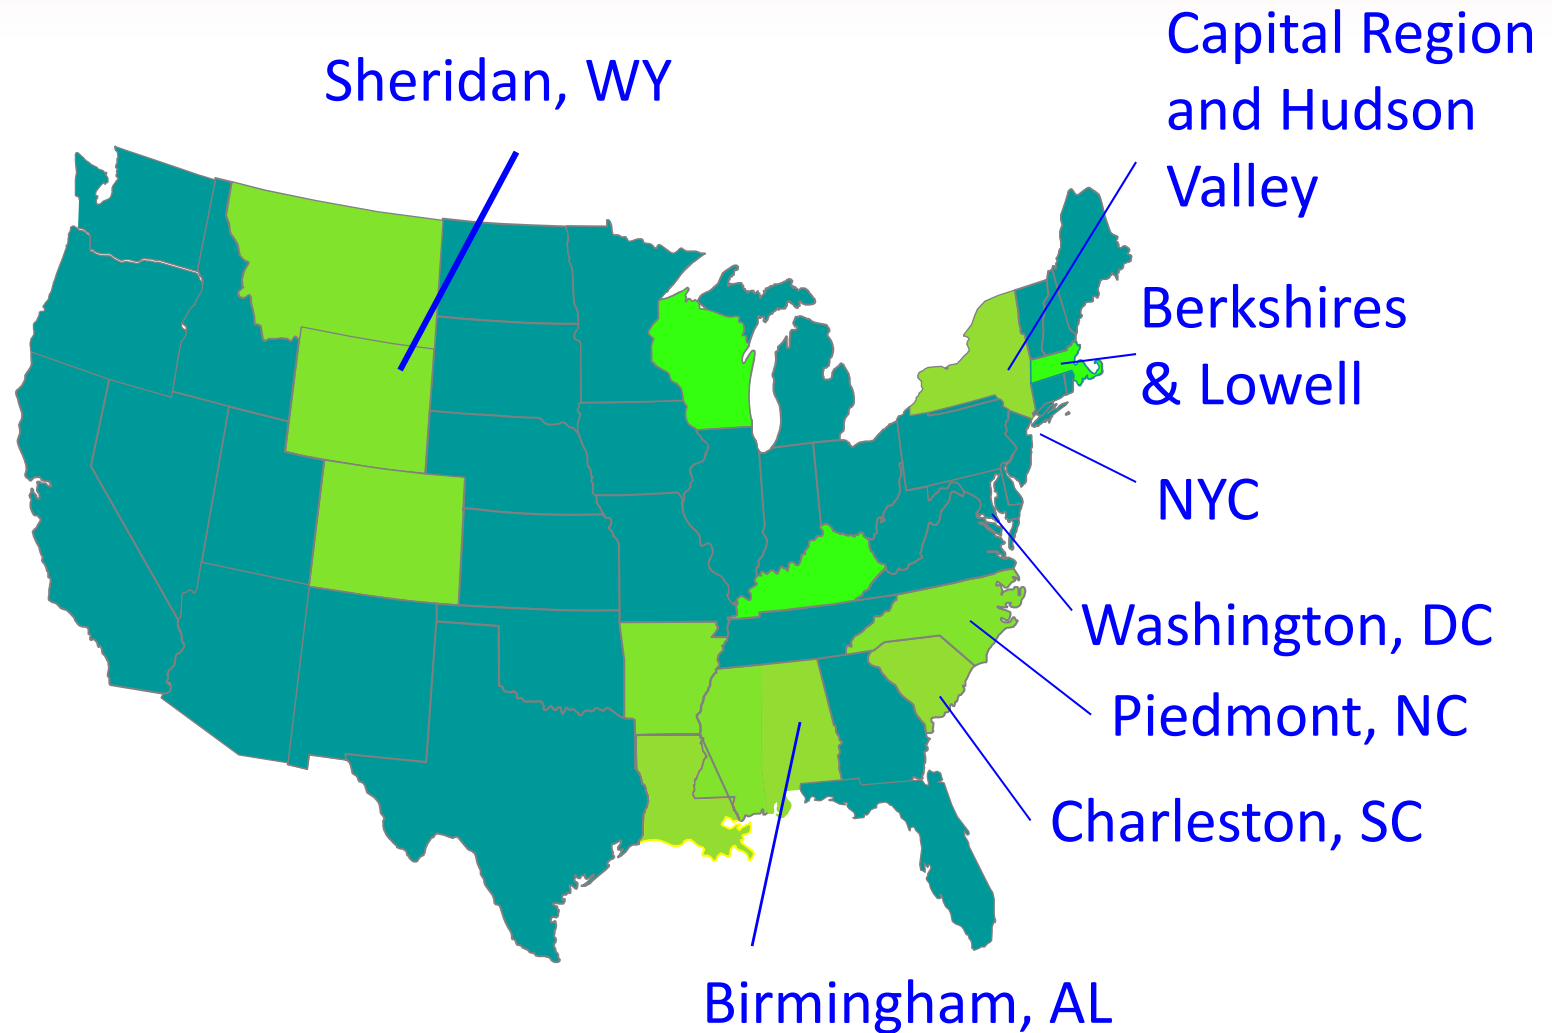 Sheridan, WY
Capital Region
and Hudson
Valley
Berkshires
& Lowell
NYC
Washington, DC
Piedmont, NC
Charleston, SC
Birmingham, AL